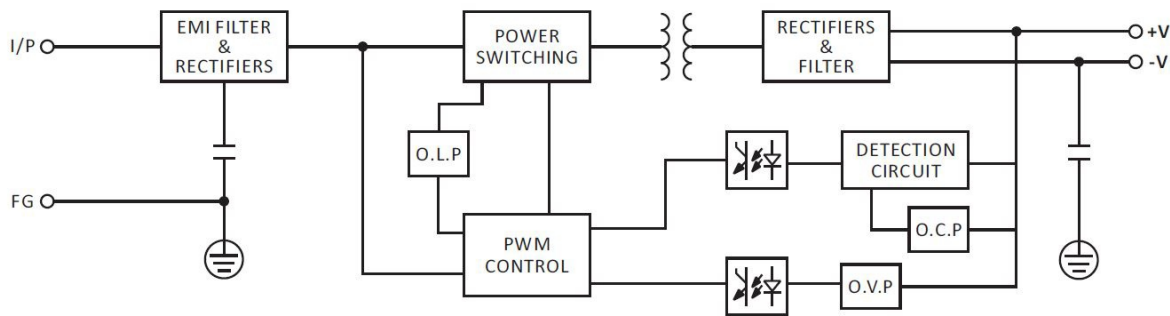 I/P
EMI FILTER
&
RECTIFIERS
POWER
SWITCHING
RECTIFIERS
&
FILTER
+V
-V
O.L.P
DETECTION
CIRCUIT
FG
O.C.P
PWM
CONTROL
O.V.P